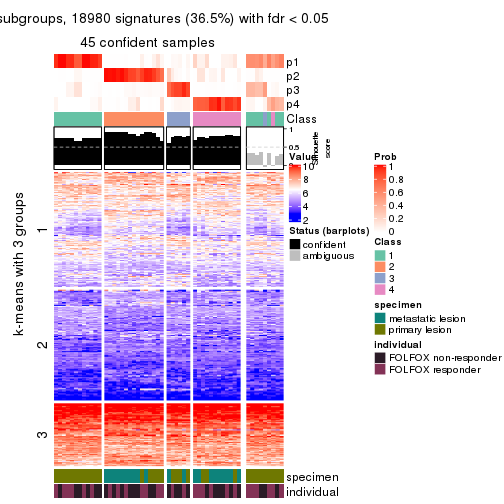 subgroups, 18980 signatures (36.5%) with fdr < 0.05
45 confident samples
p1
p2
p3
p4
Class
1
0.5
0
Silhouette
score
k-means with 3 groups
1
2
3
specimen
individual
Value
10
8
6
4
2
Status (barplots)
confident
ambiguous
Prob
1
0.8
0.6
0.4
0.2
0
Class
1
2
3
4
specimen
metastatic lesion
primary lesion
individual
FOLFOX non-responder
FOLFOX responder